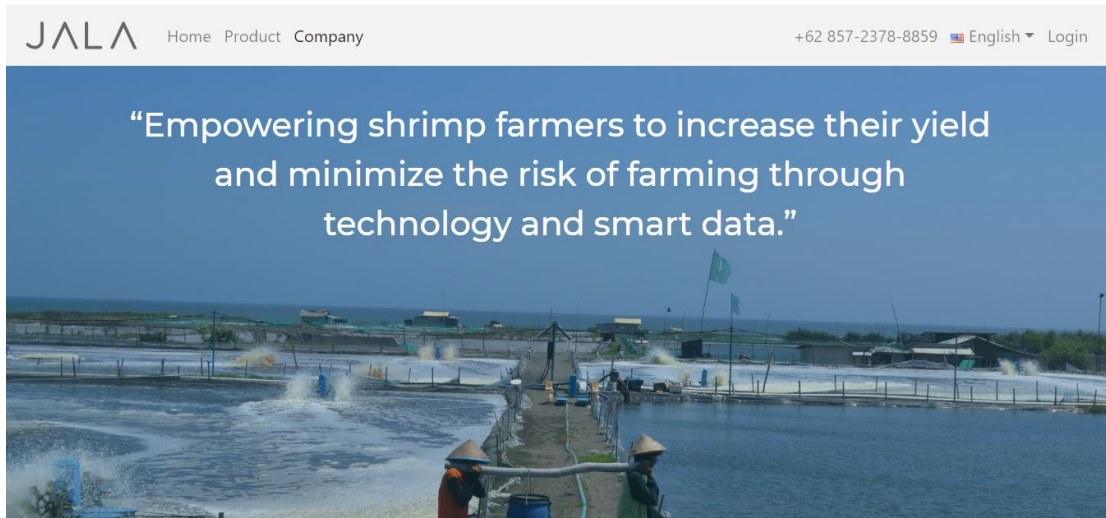 JALA
Home Product Company
+62 857-2378-8859 English Login
“Empowering shrimp farmers to increase their yield
and minimize the risk of farming through
technology and smart data.”